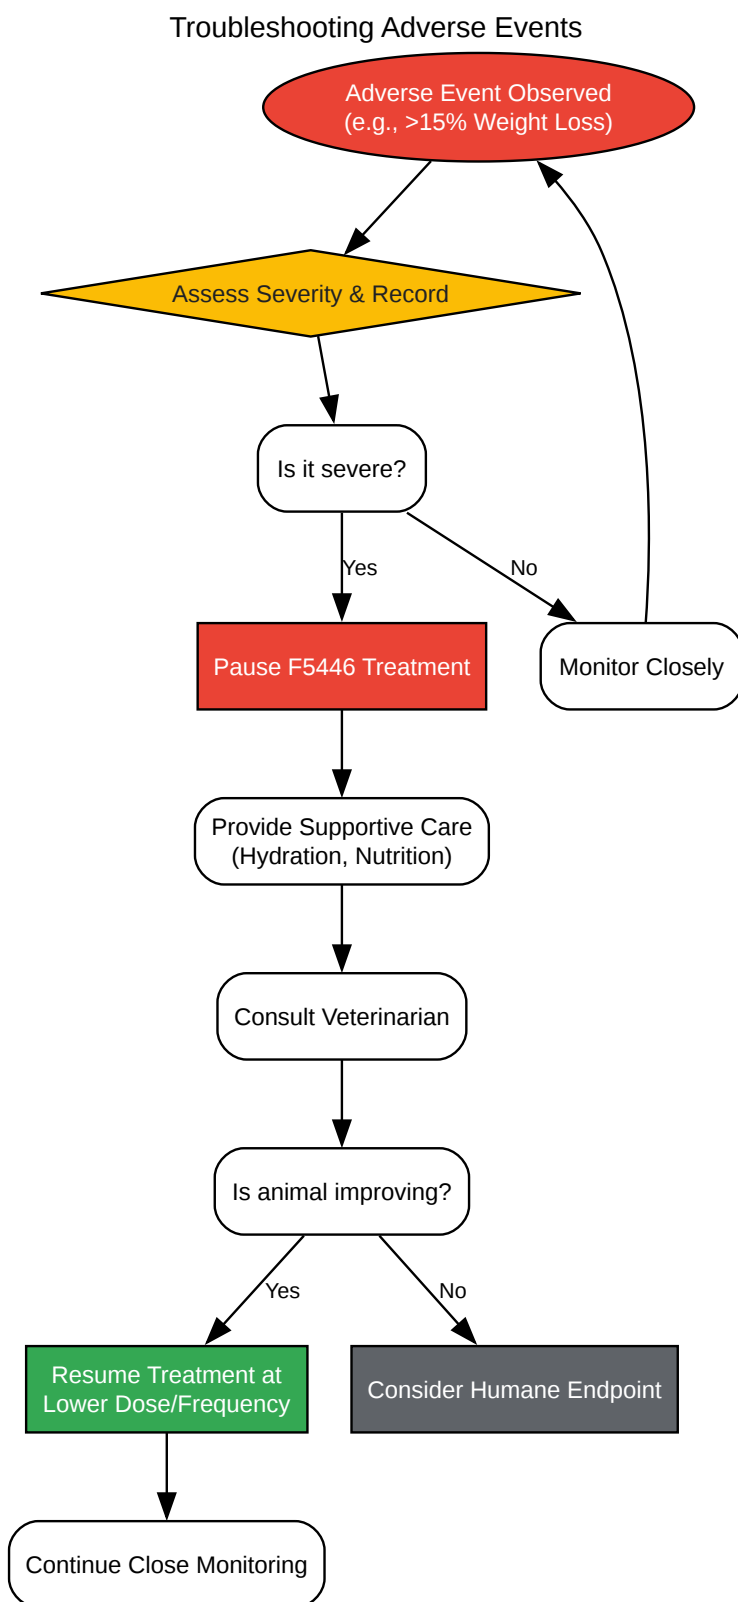 Troubleshooting Adverse Events
Adverse Event Observed
(e.g., >15% Weight Loss)
Assess Severity & Record
Is it severe?
Yes
No
Pause F5446 Treatment
Monitor Closely
Provide Supportive Care
(Hydration, Nutrition)
Consult Veterinarian
Is animal improving?
Yes
No
Resume Treatment at
Lower Dose/Frequency
Consider Humane Endpoint
Continue Close Monitoring